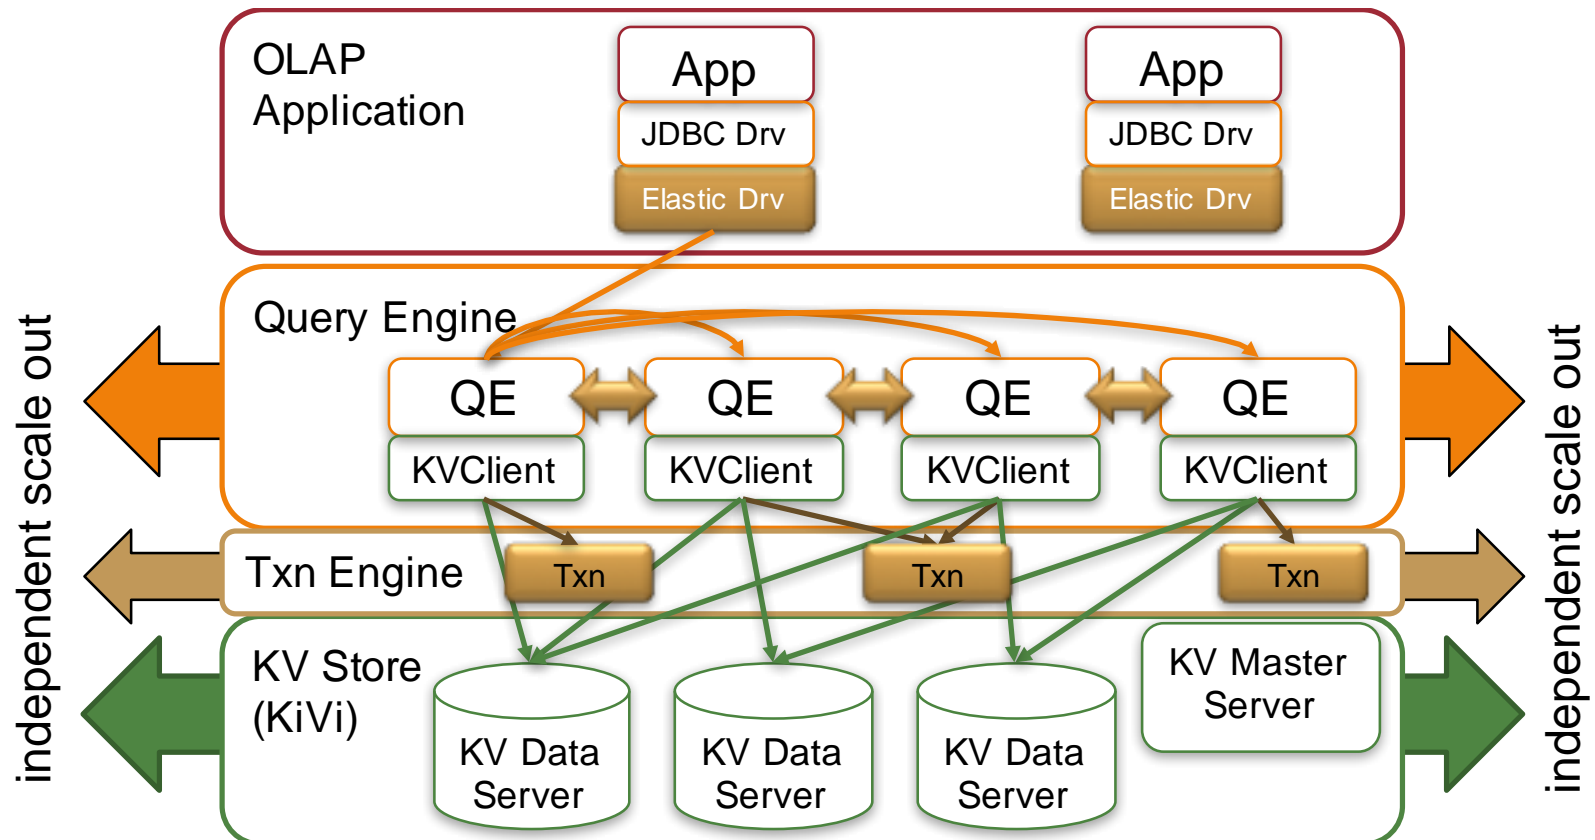 OLAP
Application
App
App
JDBC Drv
JDBC Drv
Elastic Drv
Elastic Drv
Query Engine
QE
QE
QE
QE
KVClient
KVClient
KVClient
KVClient
Txn Engine
Txn
Txn
Txn
KV Store
(KiVi)
KV Data
Server
KV Data
Server
KV Data
Server
KV Master
Server
independent scale out
independent scale out